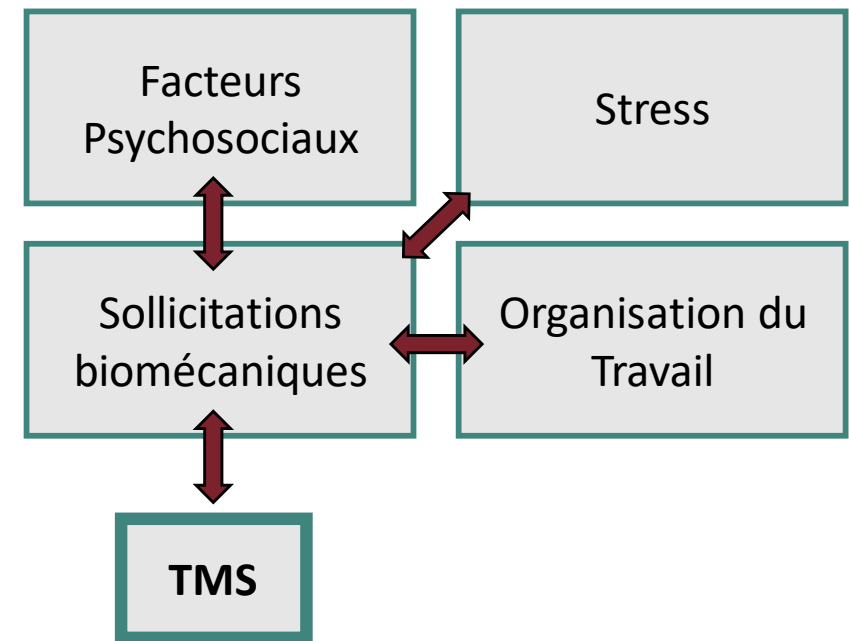 Facteurs
Psychosociaux
Stress
Sollicitations
biomécaniques
Organisation du
Travail
TMS